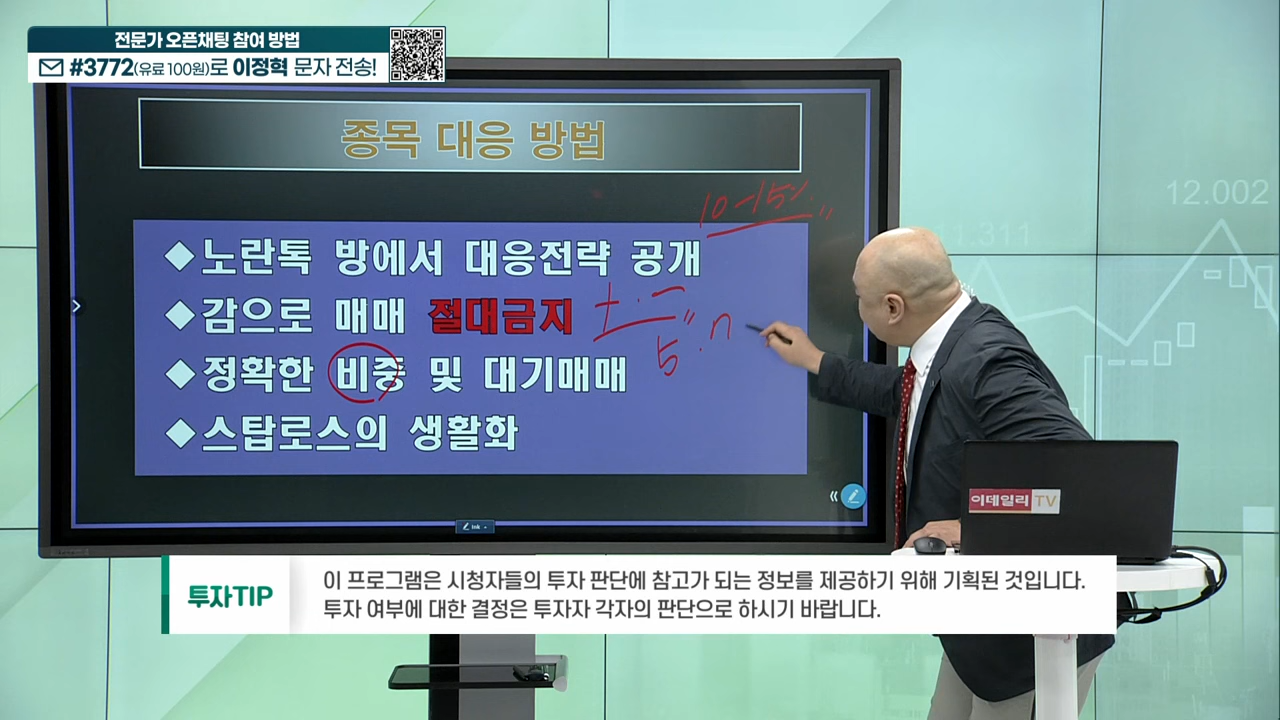 전문가 오픈채팅 참여 방법
#3772(유료 100원)로 이정혁 문자 전송!
종목 대응 방법
10-15%
◆노란톡 방에서 대응전략 공개
◆감으로 매매 절대금지
+·-
5·n
◆정확한 비중 및 대기매매
◆스탑로스의 생활화
Ink
12.002
11.311
이데일리 TV
투자TIP
이 프로그램은 시청자들의 투자 판단에 참고가 되는 정보를 제공하기 위해 기획된 것입니다.
투자 여부에 대한 결정은 투자자 각자의 판단으로 하시기 바랍니다.